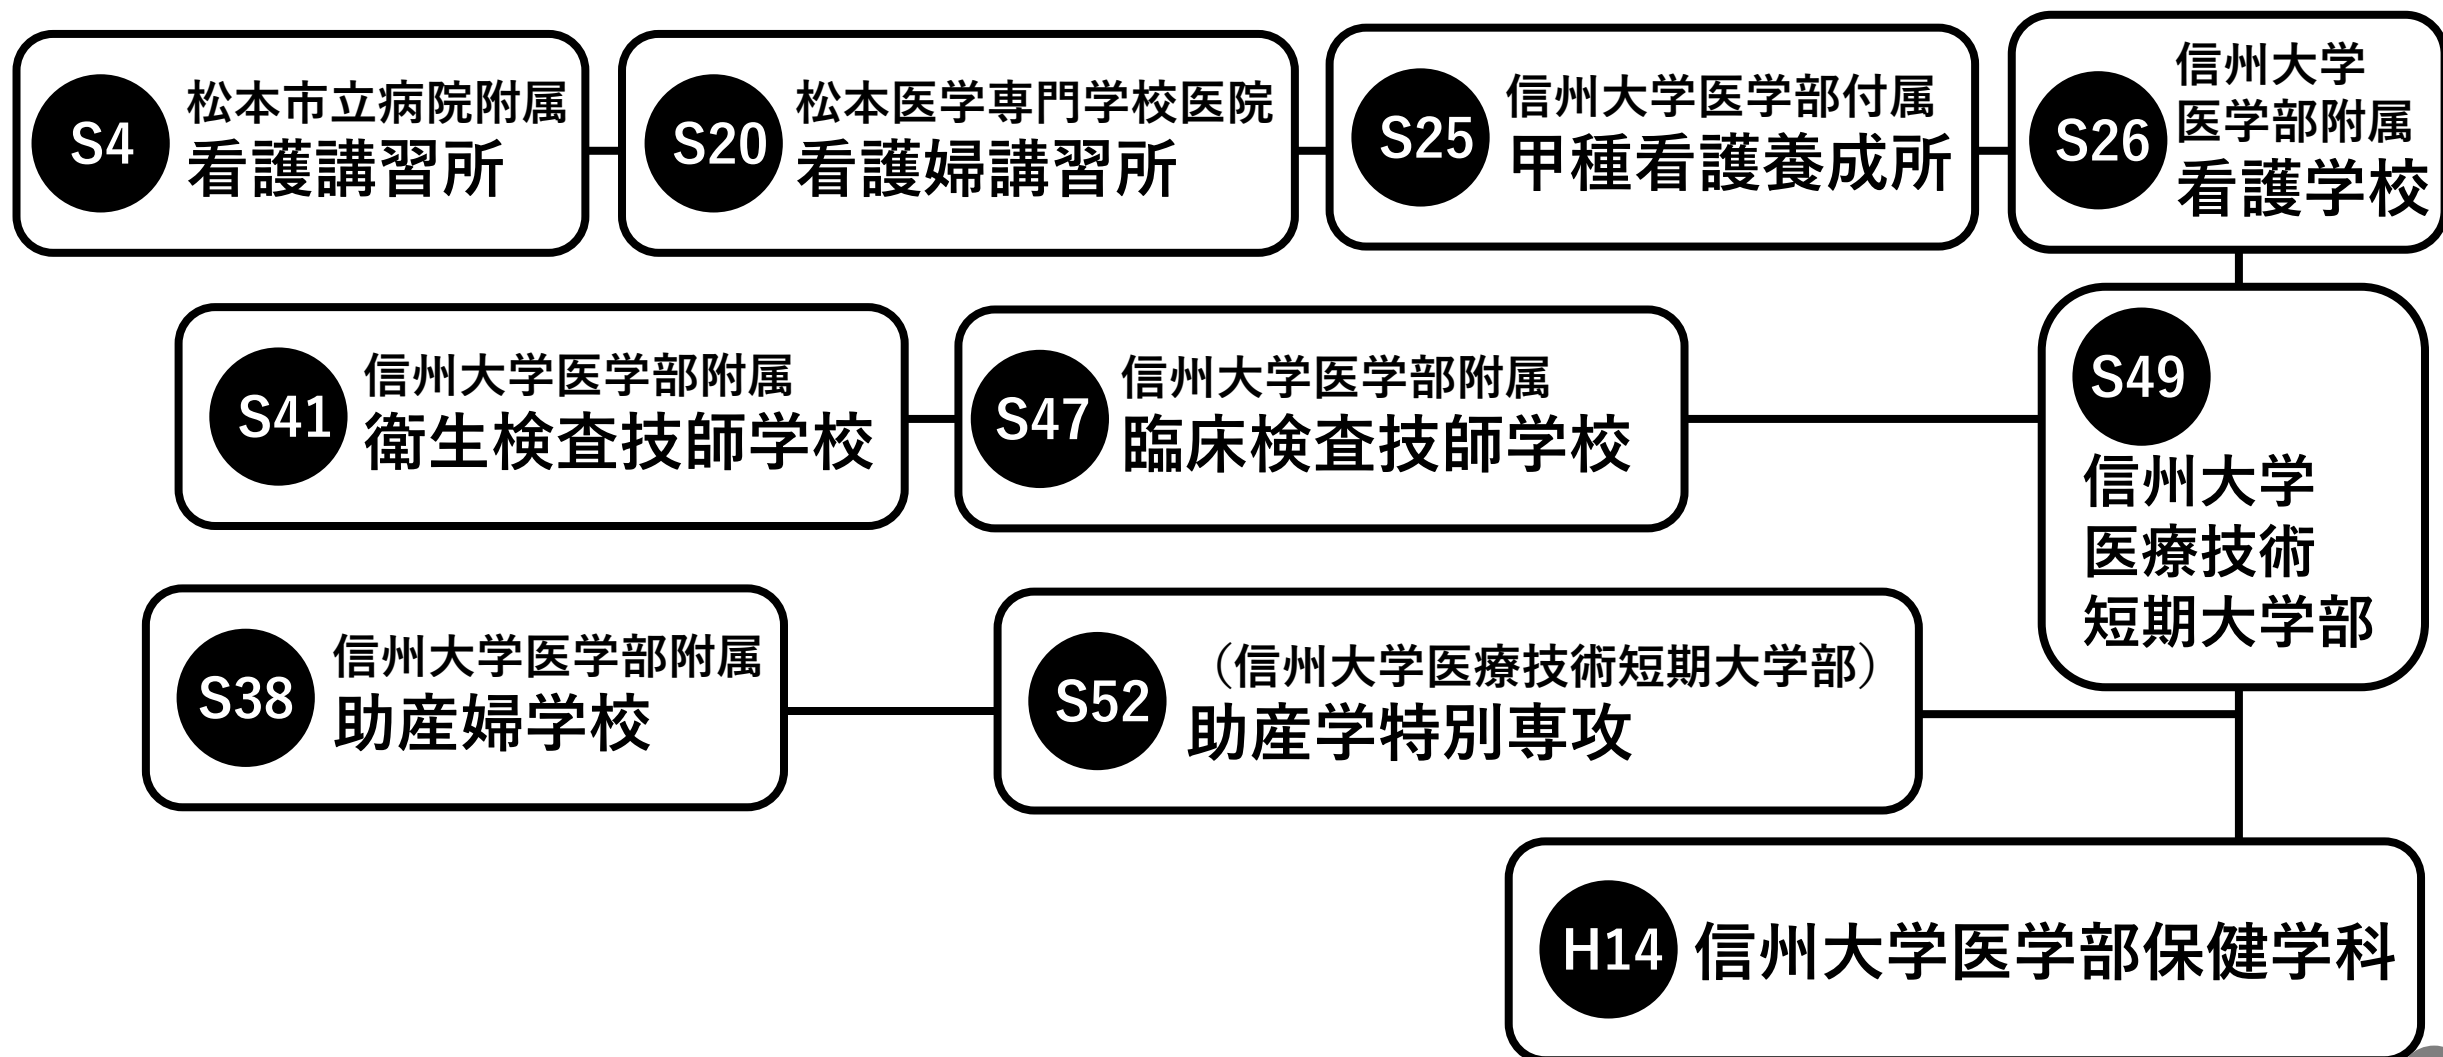 S4
松本市立病院附属
看護講習所
S20
松本医学専門学校医院
看護婦講習所
S25
信州大学医学部付属
甲種看護養成所
S26
信州大学
医学部附属
看護学校
S41
信州大学医学部附属
衛生検査技師学校
S47
信州大学医学部附属
臨床検査技師学校
S49
信州大学
医療技術
短期大学部
S38
信州大学医学部附属
助産婦学校
S52
（信州大学医療技術短期大学部）
助産学特別専攻
H14
信州大学医学部保健学科